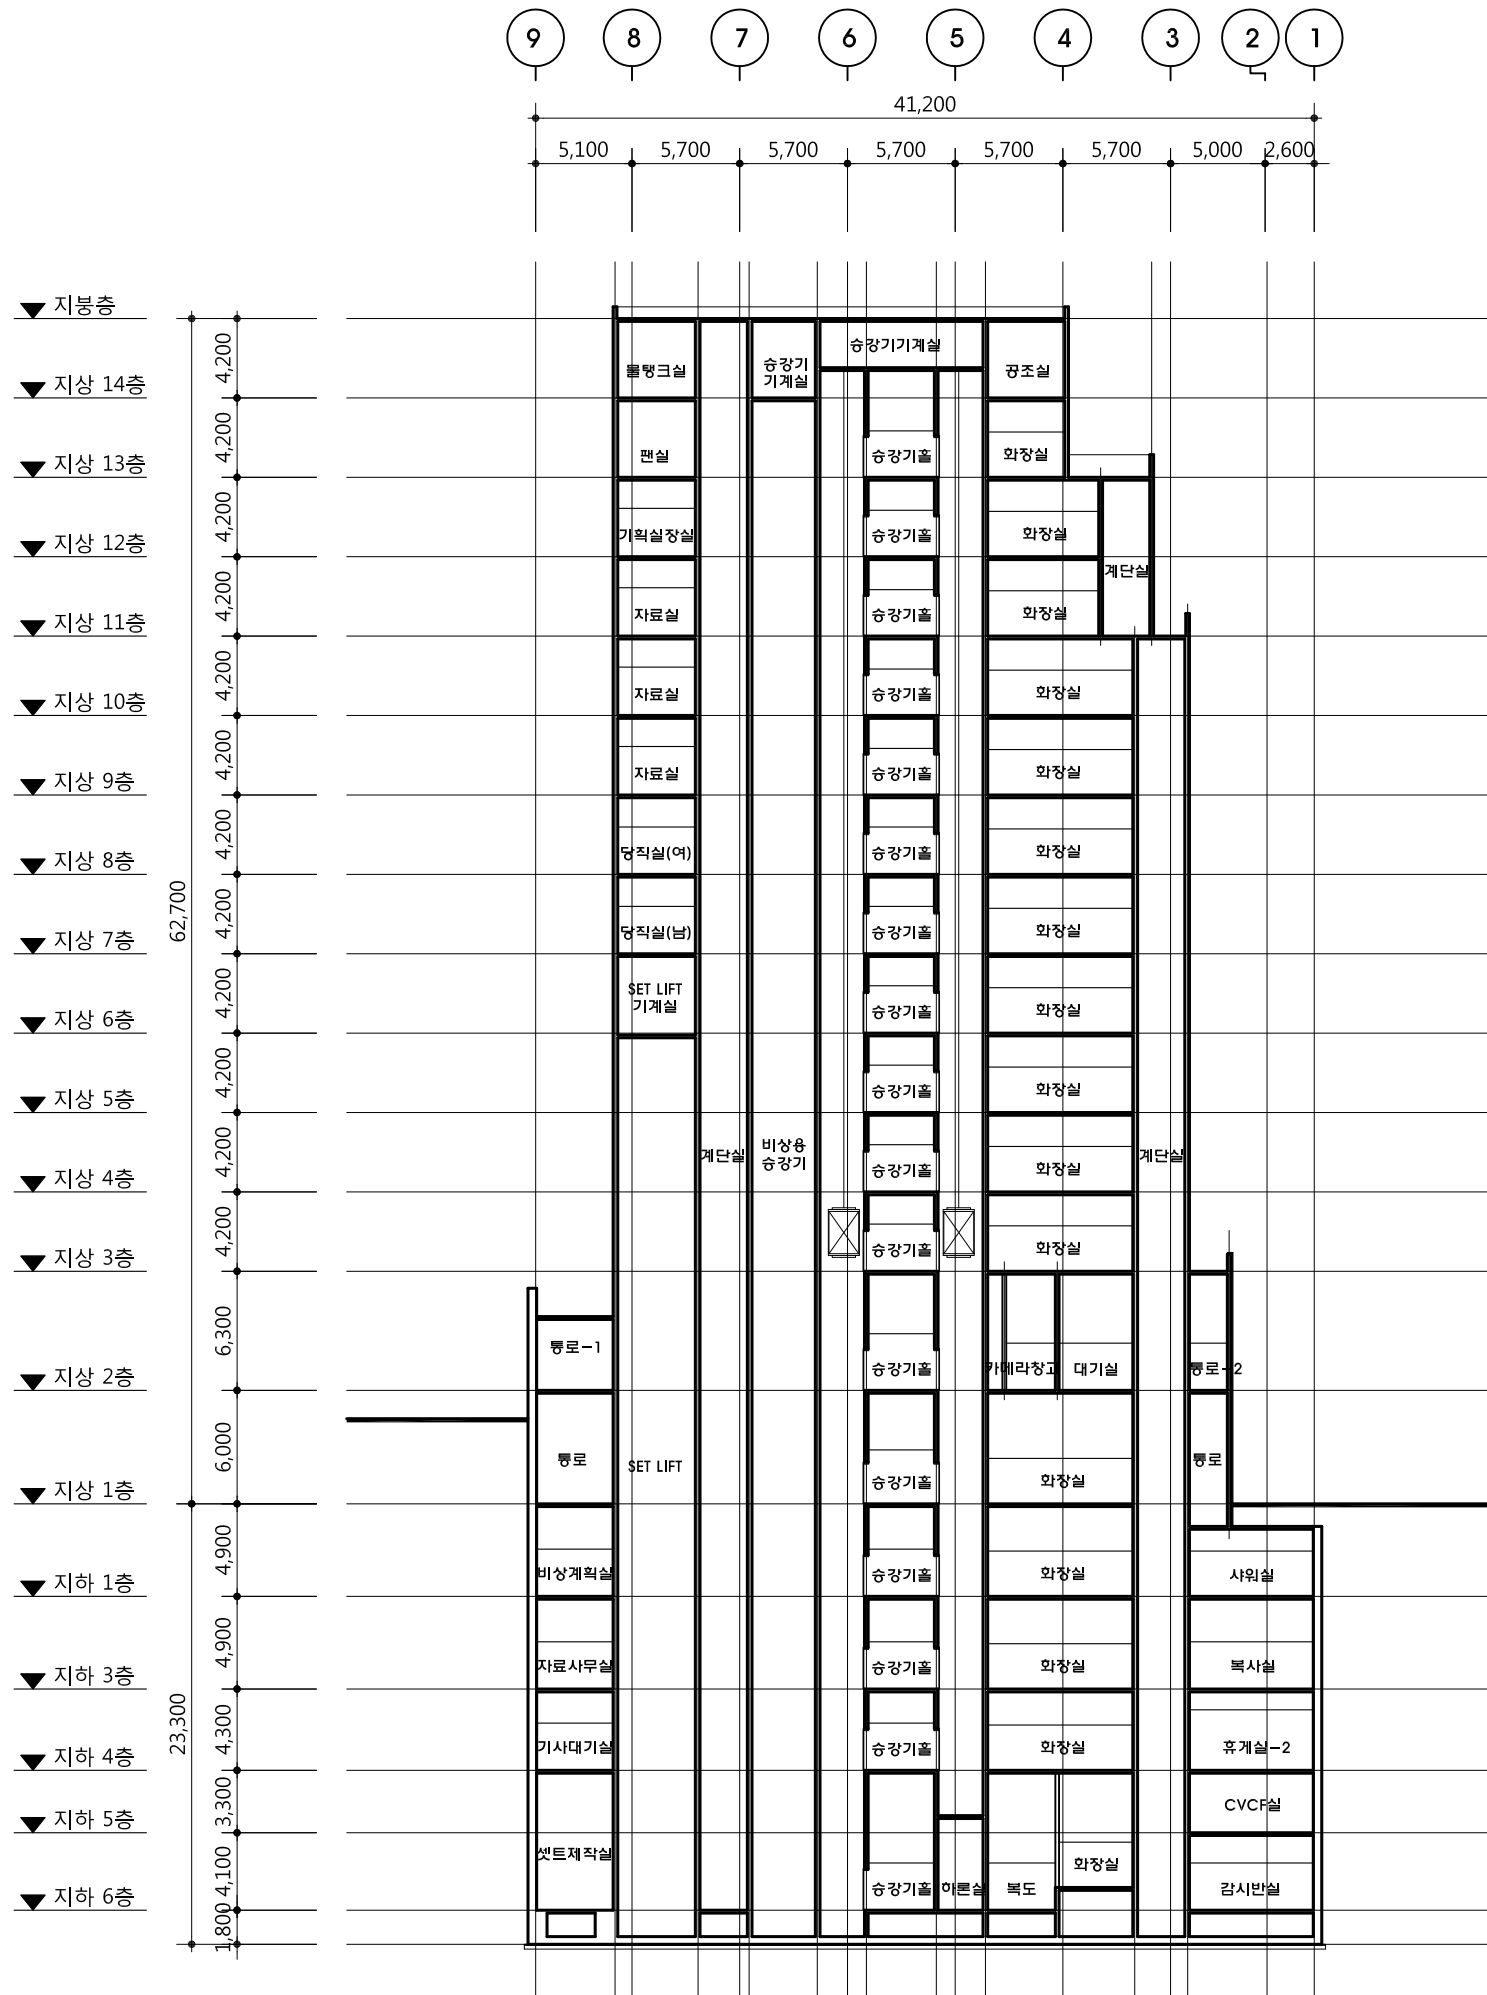 9 8 7 6 5 4 3 2 1
41,200
5,100 5,700 5,700 5,700 5,700 5,700 5,000 2,600
지붕층
4,200
승강기기계실
물탱크실
승강기
기계실
공조실
지상 14층
4,200
팬실 승강기홀 화장실
지상 13층
4,200
기획실장실 승강기홀 화장실
지상 12층
4,200
계단실
자료실 승강기홀 화장실
지상 11층
4,200
자료실 승강기홀 화장실
지상 10층
4,200
자료실 승강기홀 화장실
지상 9층
4,200
당직실(여) 승강기홀 화장실
지상 8층
4,200
62,700
당직실(남) 승강기홀 화장실
지상 7층
4,200
SET LIFT
기계실
승강기홀 화장실
지상 6층
4,200
승강기홀 화장실
지상 5층
4,200
계단실
비상용
승강기
승강기홀 화장실 계단실
지상 4층
4,200
승강기홀 화장실
지상 3층
6,300
통로-1
승강기홀 카메라창고 대기실 통로-2
지상 2층
6,000
통로 SET LIFT 승강기홀 화장실 통로
지상 1층
4,900
비상계획실 승강기홀 화장실 샤워실
지하 1층
4,900
자료사무실 승강기홀 화장실 복사실
지하 3층
23,300
4,300
기사대기실 승강기홀 화장실 휴게실-2
지하 4층
3,300
CVCF실
지하 5층
4,100
셋트제작실 화장실
승강기홀 하론실 복도 감시반실
지하 6층
1,800